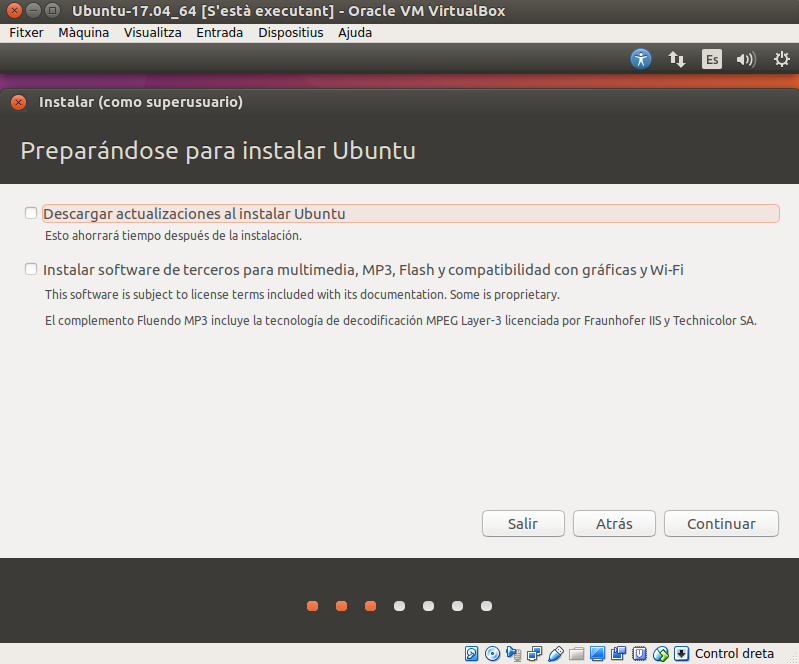 Ubuntu-17.04_64 [S'està executant] - Oracle VM VirtualBox
Fitxer Màquina Visualitza Entrada Dispositius Ajuda
Es
Instalar (como superusuario)
Preparándose para instalar Ubuntu
Descargar actualizaciones al instalar Ubuntu
Esto ahorrará tiempo después de la instalación.
Instalar software de terceros para multimedia, MP3, Flash y compatibilidad con gráficas y Wi-Fi
This software is subject to license terms included with its documentation. Some is proprietary.
El complemento Fluendo MP3 incluye la tecnología de decodificación MPEG Layer-3 licenciada por Fraunhofer IIS y Technicolor SA.
Salir Atrás Continuar
Control dreta